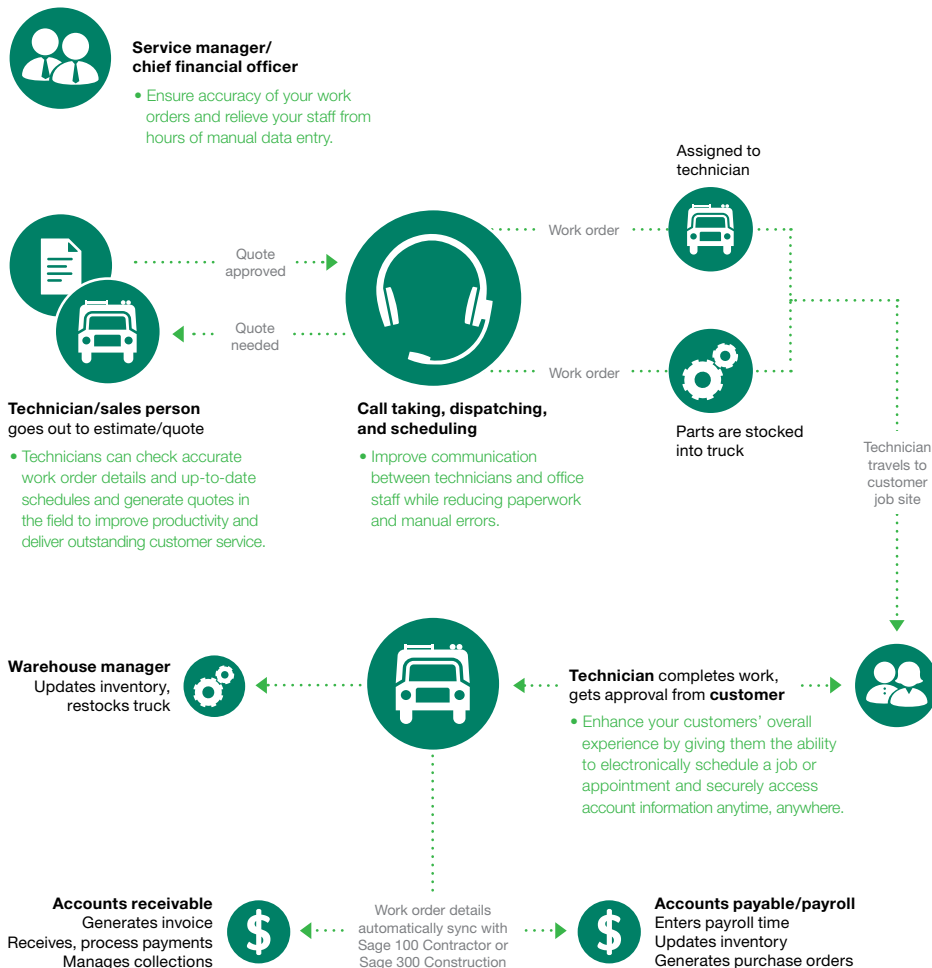 Service manager/
chief financial officer
• Ensure accuracy of your work
orders and relieve your staff from
hours of manual data entry.
Assigned to
technician
Work order
Quote
approved
Quote
needed
Work order
Technician/sales person
goes out to estimate/quote
• Technicians can check accurate
work order details and up-to-date
schedules and generate quotes in
the field to improve productivity and
deliver outstanding customer service.
Call taking, dispatching,
and scheduling
• Improve communication
between technicians and office
staff while reducing paperwork
and manual errors.
Parts are stocked
into truck
Technician
travels to
customer
job site
Warehouse manager
Updates inventory,
restocks truck
Technician completes work,
gets approval from customer
• Enhance your customers’ overall
experience by giving them the ability
to electronically schedule a job or
appointment and securely access
account information anytime, anywhere.
Accounts receivable
Generates invoice
Receives, process payments
Manages collections
$
Work order details
automatically sync with
Sage 100 Contractor or
Sage 300 Construction
$
Accounts payable/payroll
Enters payroll time
Updates inventory
Generates purchase orders